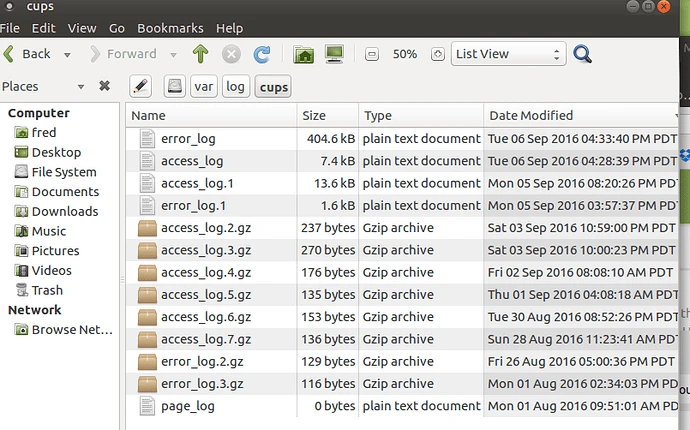 cups
File Edit View Go Bookmarks Help
Back Forward 50% List View
Places var log cups
Name Size Type Date Modified
Computer
fred
Desktop
File System
Documents
Downloads
Music
Pictures
Videos
Trash
Network
Browse Net...
error_log 404.6 kB plain text document Tue 06 Sep 2016 04:33:40 PM PDT
access_log 7.4 kB plain text document Tue 06 Sep 2016 04:28:39 PM PDT
access_log.1 13.6 kB plain text document Mon 05 Sep 2016 08:20:26 PM PDT
error_log.1 1.6 kB plain text document Mon 05 Sep 2016 03:57:37 PM PDT
access_log.2.gz 237 bytes Gzip archive Sat 03 Sep 2016 10:59:00 PM PDT
access_log.3.gz 270 bytes Gzip archive Sat 03 Sep 2016 10:00:23 PM PDT
access_log.4.gz 176 bytes Gzip archive Fri 02 Sep 2016 08:08:10 AM PDT
access_log.5.gz 135 bytes Gzip archive Thu 01 Sep 2016 04:08:18 AM PDT
access_log.6.gz 153 bytes Gzip archive Tue 30 Aug 2016 08:52:26 PM PDT
access_log.7.gz 136 bytes Gzip archive Sun 28 Aug 2016 11:23:41 AM PDT
error_log.2.gz 129 bytes Gzip archive Fri 26 Aug 2016 05:00:36 PM PDT
error_log.3.gz 116 bytes Gzip archive Mon 01 Aug 2016 02:34:03 PM PDT
page_log 0 bytes plain text document Mon 01 Aug 2016 09:51:01 AM PDT